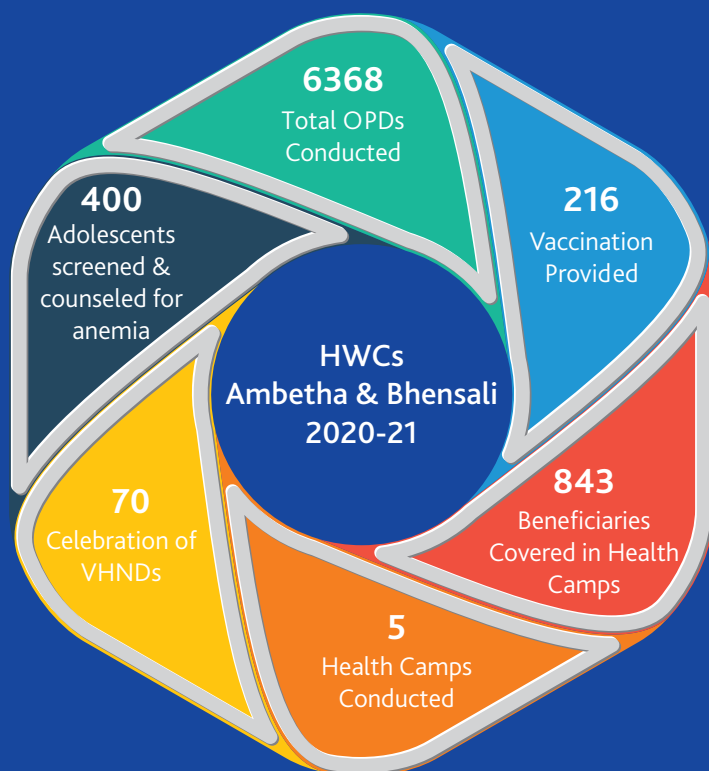 6368
Total OPDs
Conducted
216
Vaccination
Provided
843
Beneficiaries
Covered in Health
Camps
5
Health Camps
Conducted
70
Celebration of
VHNDs
400
Adolescents
screened &
counseled for
anemia
HWCs
Ambetha & Bhensali
2020-21